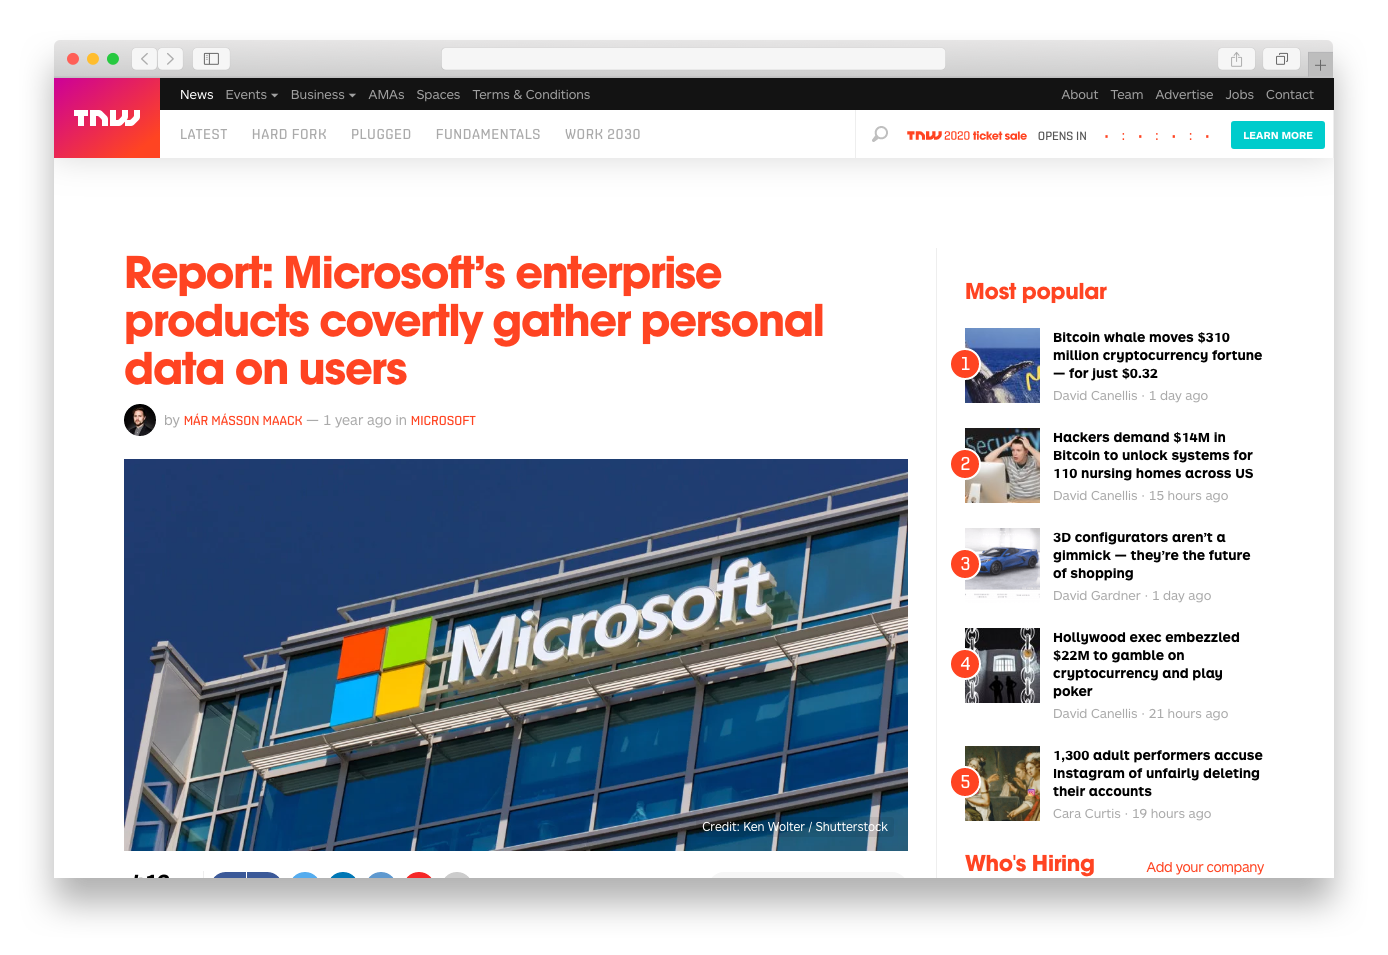 TNW
News Events Business AMAs Spaces Terms & Conditions
About Team Advertise Jobs Contact
LATEST HARD FORK PLUGGED FUNDAMENTALS WORK 2030
TNW 2020 ticket sale OPENS IN : : : LEARN MORE
Report: Microsoft’s enterprise
products covertly gather personal
data on users
by MÁR MÁSSON MAACK — 1 year ago in MICROSOFT
Microsoft
Credit: Ken Wolter / Shutterstock
Most popular
1
Bitcoin whale moves $310
million cryptocurrency fortune
— for just $0.32
David Canellis · 1 day ago
Security
2
Hackers demand $14M in
Bitcoin to unlock systems for
110 nursing homes across US
David Canellis · 15 hours ago
3
3D configurators aren’t a
gimmick — they’re the future
of shopping
David Gardner · 1 day ago
4
Hollywood exec embezzled
$22M to gamble on
cryptocurrency and play
poker
David Canellis · 21 hours ago
5
1,300 adult performers accuse
Instagram of unfairly deleting
their accounts
Cara Curtis · 19 hours ago
Who's Hiring
Add your company